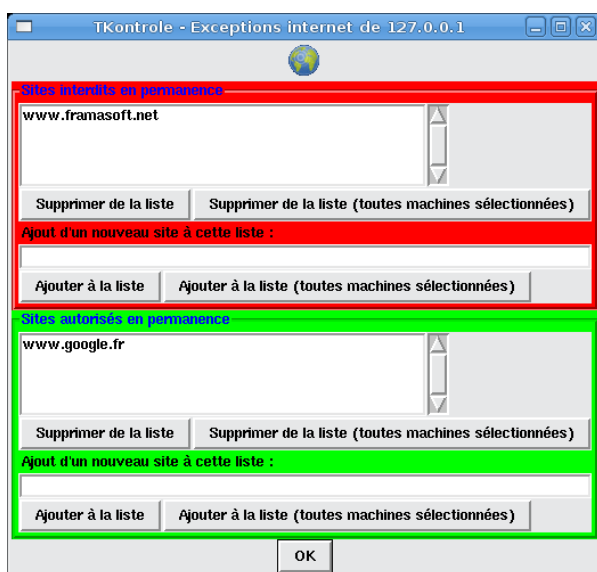 TKontrole - Exceptions internet de 127.0.0.1
Sites interdits en permanence
www.framasoft.net
Supprimer de la liste Supprimer de la liste (toutes machines sélectionnées)
Ajout d'un nouveau site à cette liste :
Ajouter à la liste Ajouter à la liste (toutes machines sélectionnées)
Sites autorisés en permanence
www.google.fr
Supprimer de la liste Supprimer de la liste (toutes machines sélectionnées)
Ajout d'un nouveau site à cette liste :
Ajouter à la liste Ajouter à la liste (toutes machines sélectionnées)
OK